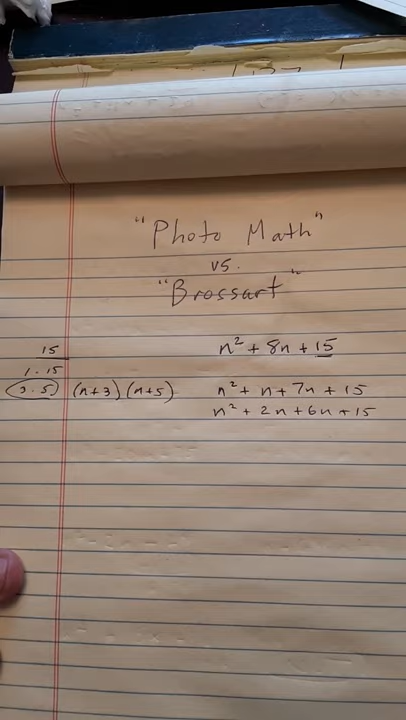 "Photo Math"
vs.
"Brossart"
15
1 · 15
3 · 5 (n+3)(n+5)
n² + 8n + 15
n² + n + 7n + 15
n² + 2n + 6n + 15